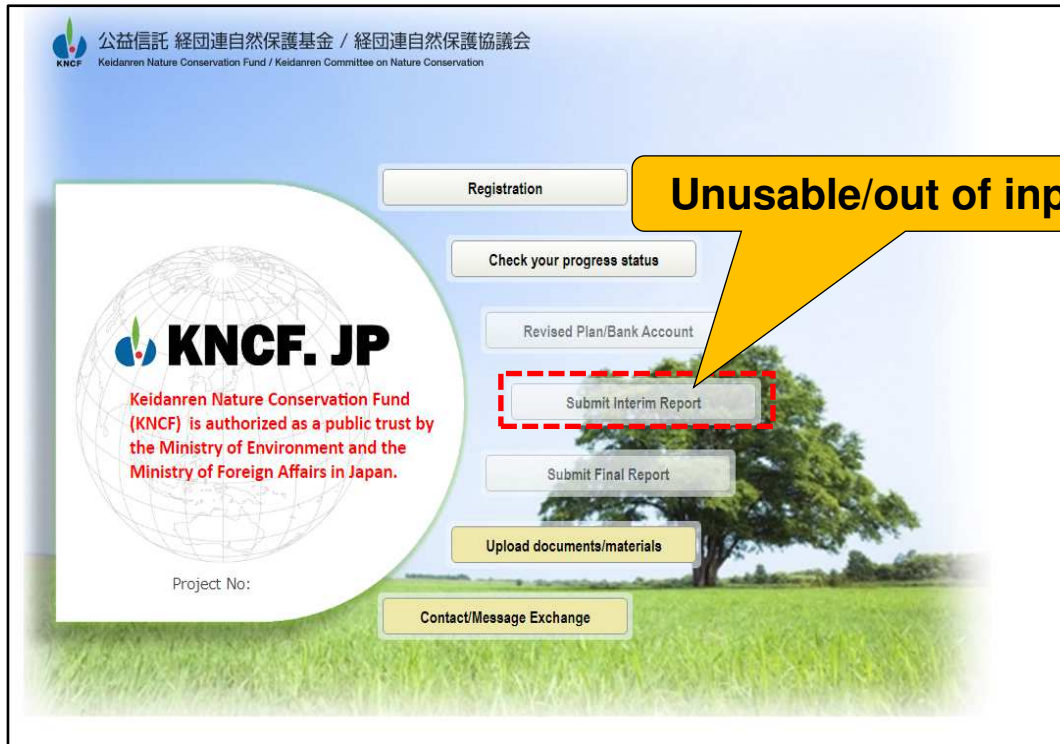 公益信託 経団連自然保護基金 / 経団連自然保護協議会
KNCF
Keidanren Nature Conservation Fund / Keidanren Committee on Nature Conservation
Registration
Unusable/out of inp
Check your progress status
Revised Plan/Bank Account
KNCF. JP
Submit Interim Report
Keidanren Nature Conservation Fund
(KNCF) is authorized as a public trust by
the Ministry of Environment and the
Ministry of Foreign Affairs in Japan.
Submit Final Report
Upload documents/materials
Project No:
Contact/Message Exchange